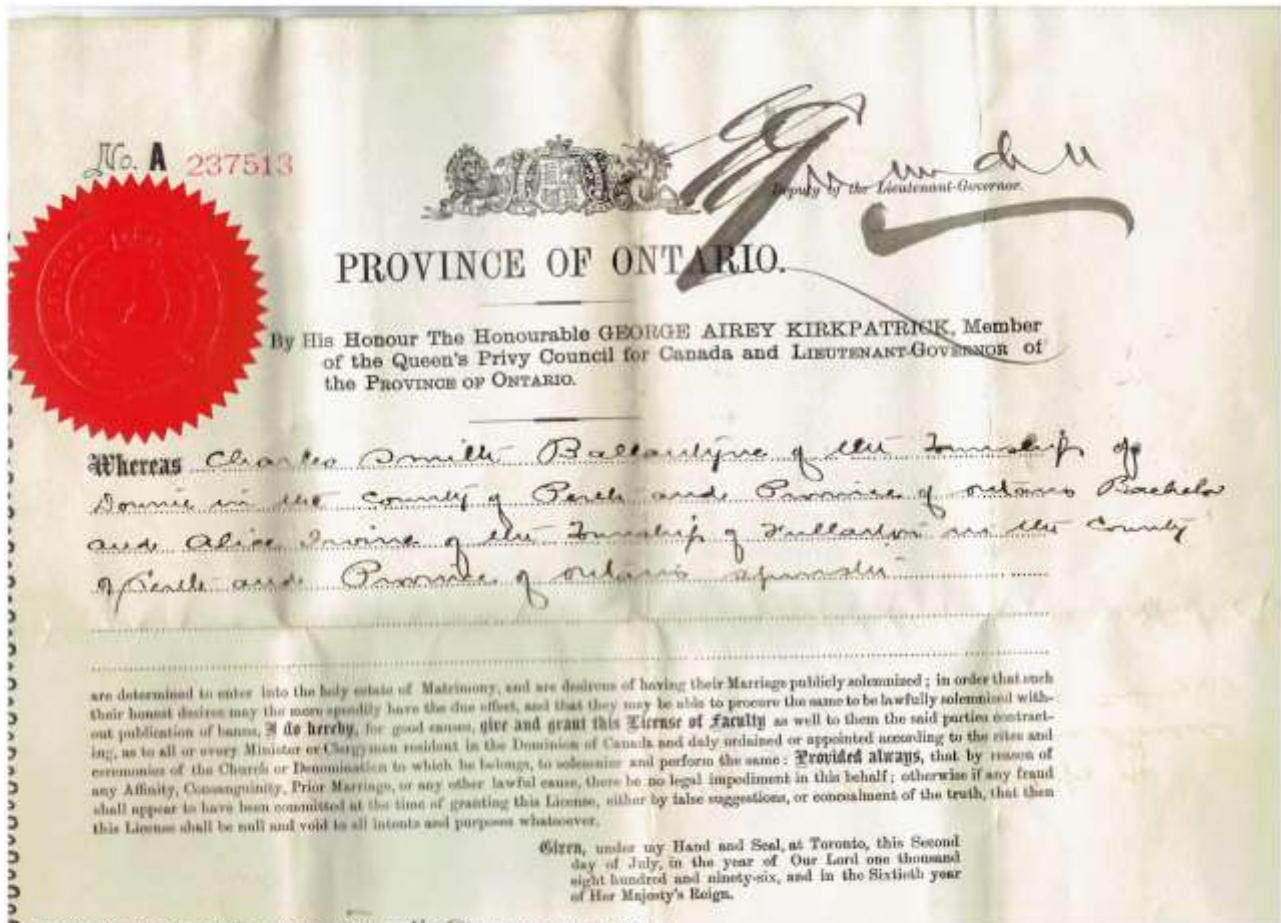 No. A 237513
Deputy of the Lieutenant-Governor.
PROVINCE OF ONTARIO.
By His Honour The Honourable GEORGE AIREY KIRKPATRICK, Member
of the Queen's Privy Council for Canada and LIEUTENANT-GOVERNOR of
the PROVINCE OF ONTARIO.
Whereas Charles Smith Ballantyne of the Township of
Downie in the County of Perth and Province of Ontario Bachelor
and Alice Irvine of the Township of Fullarton in the County
of Perth and Province of Ontario spinster
are determined to enter into the holy estate of Matrimony, and are desirous of having their Marriage publicly solemnized; in order that such
their honest desires may the more speedily have the due effect, and that they may be able to procure the same to be lawfully solemnized with-
out publication of banns, I do hereby, for good causes, give and grant this License of Faculty as well to them the said parties contract-
ing, as to all or every Minister or Clergyman resident in the Dominion of Canada and duly ordained or appointed according to the rites and
ceremonies of the Church or Denomination to which he belongs, to solemnize and perform the same: Provided always, that by reason of
any Affinity, Consanguinity, Prior Marriage, or any other lawful cause, there be no legal impediment in this behalf; otherwise if any fraud
shall appear to have been committed at the time of granting this License, either by false suggestions, or concealment of the truth, that then
this License shall be null and void to all intents and purposes whatsoever.
Given, under my Hand and Seal, at Toronto, this Second
day of July, in the year of Our Lord one thousand
eight hundred and ninety-six, and in the Sixtieth year
of Her Majesty's Reign.